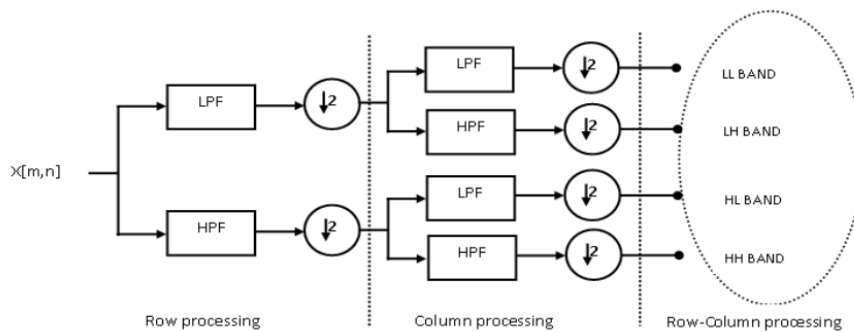 LPF
↓2
LL BAND
LPF
↓2
HPF
↓2
LH BAND
X[m,n]
LPF
↓2
HL BAND
HPF
↓2
HPF
↓2
HH BAND
Row processing
Column processing
Row-Column processing